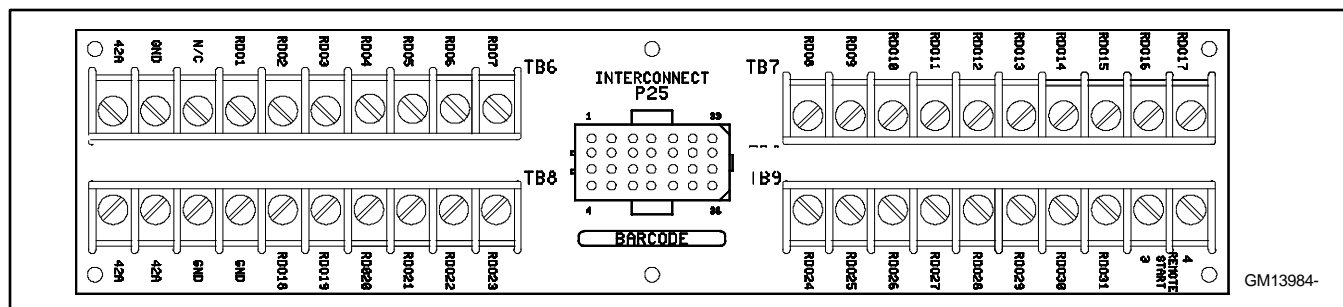 42A GND N/C RDO1 RDO2 RDO3 RDO4 RDO5 RDO6 RDO7
TB6
INTERCONNECT
P25
1 33
4 36
BARCODE
TB7
RDO8 RDO9 RDO10 RDO11 RDO12 RDO13 RDO14 RDO15 RDO16 RDO17
TB8
42A 42A GND GND RDO18 RDO19 RDO20 RDO21 RDO22 RDO23
TB9
RDO24 RDO25 RDO26 RDO27 RDO28 RDO29 RDO30 RDO31 3 REMOTE START 4
GM13984-